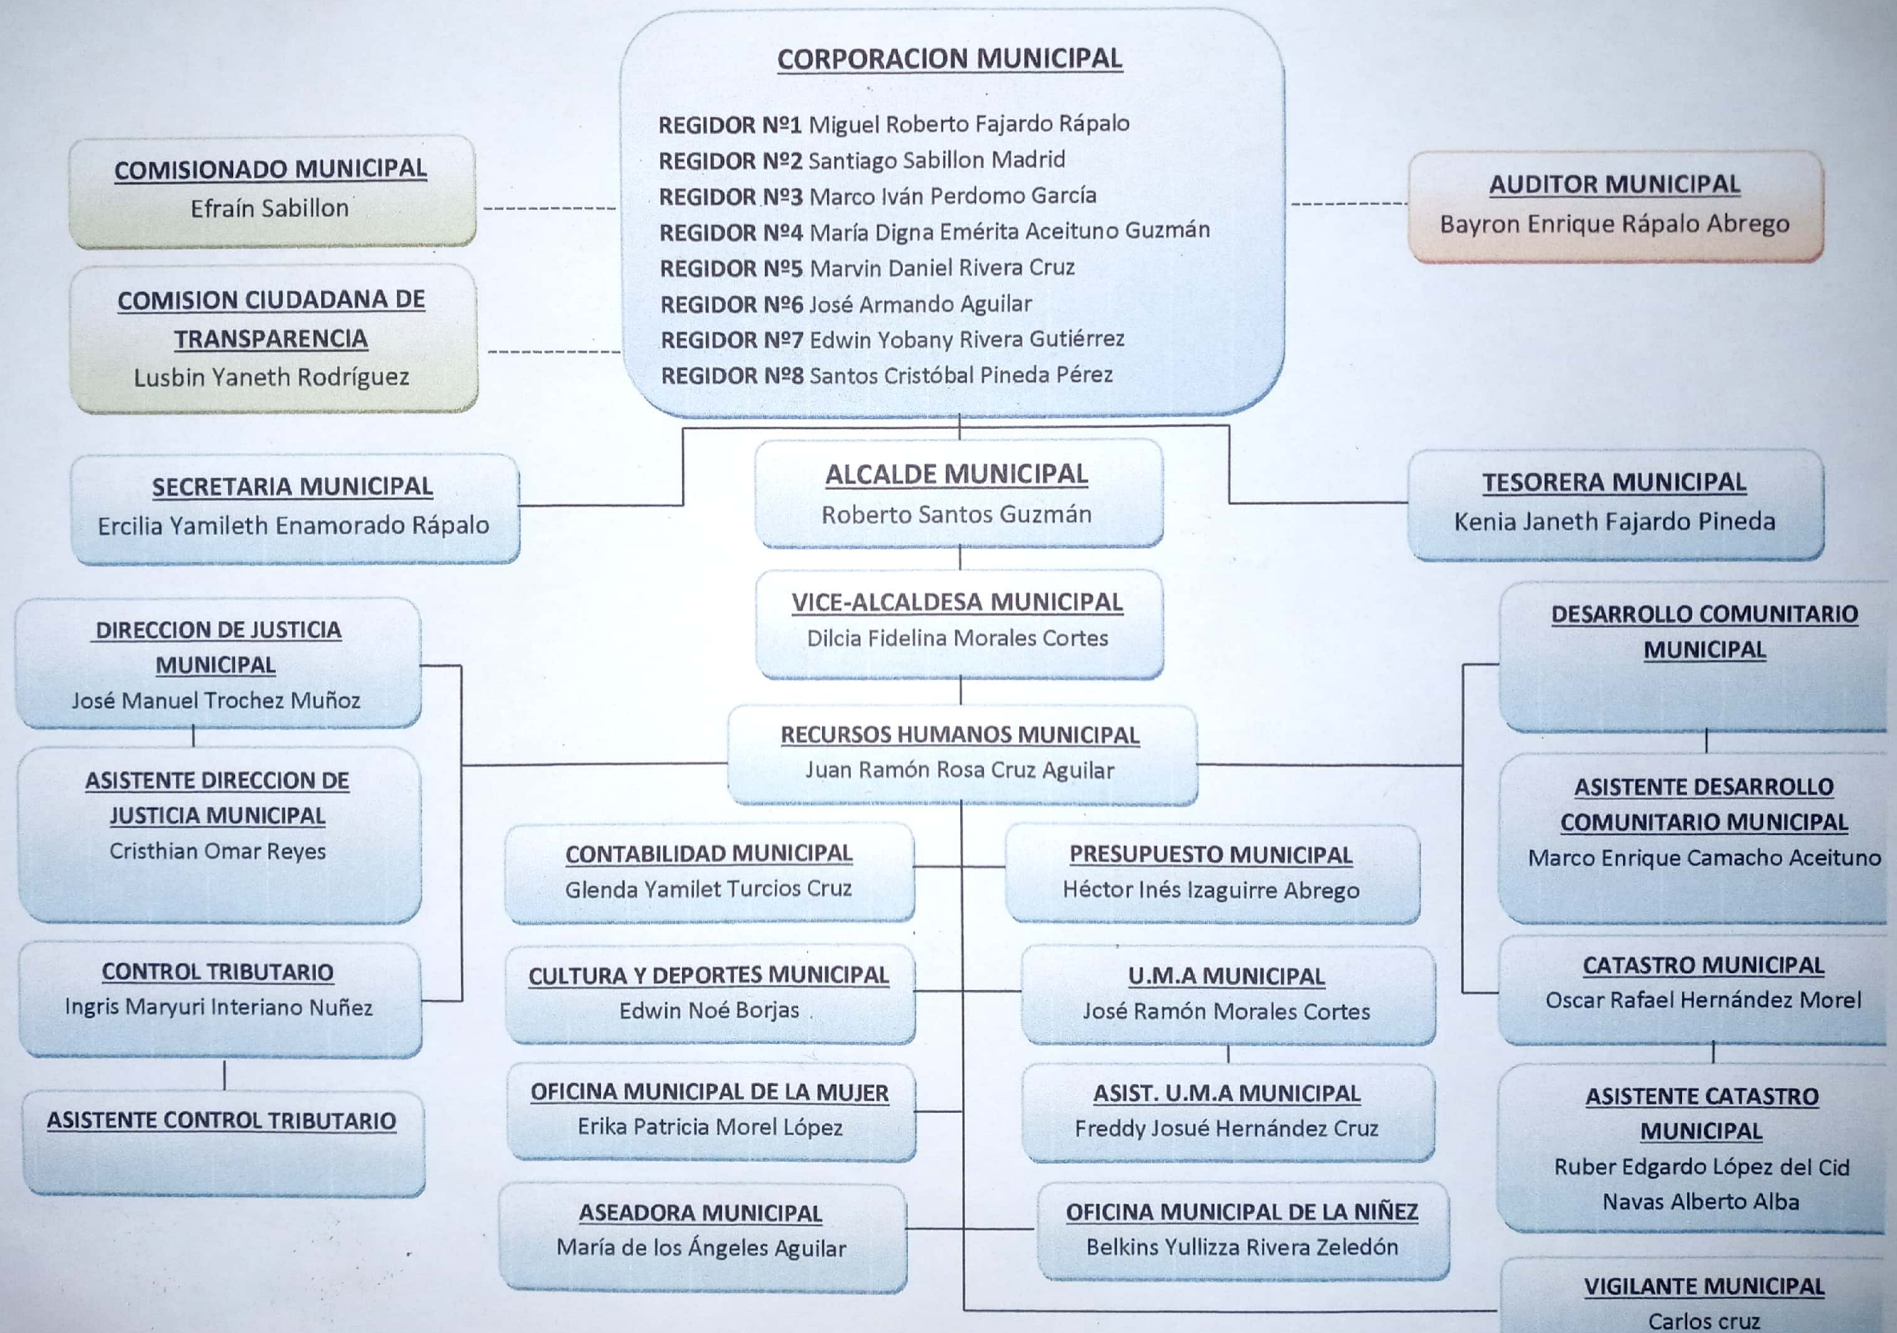 CORPORACION MUNICIPAL
REGIDOR Nº1 Miguel Roberto Fajardo Rápalo
REGIDOR Nº2 Santiago Sabillon Madrid
REGIDOR Nº3 Marco Iván Perdomo García
REGIDOR Nº4 María Digna Emérita Aceituno Guzmán
REGIDOR Nº5 Marvin Daniel Rivera Cruz
REGIDOR Nº6 José Armando Aguilar
REGIDOR Nº7 Edwin Yobany Rivera Gutiérrez
REGIDOR Nº8 Santos Cristóbal Pineda Pérez
COMISIONADO MUNICIPAL
Efraín Sabillon
COMISION CIUDADANA DE
TRANSPARENCIA
Lusbin Yaneth Rodríguez
AUDITOR MUNICIPAL
Bayron Enrique Rápalo Abrego
SECRETARIA MUNICIPAL
Ercilia Yamileth Enamorado Rápalo
ALCALDE MUNICIPAL
Roberto Santos Guzmán
TESORERA MUNICIPAL
Kenia Janeth Fajardo Pineda
VICE-ALCALDESA MUNICIPAL
Dilcia Fidelina Morales Cortes
RECURSOS HUMANOS MUNICIPAL
Juan Ramón Rosa Cruz Aguilar
DIRECCION DE JUSTICIA
MUNICIPAL
José Manuel Trochez Muñoz
ASISTENTE DIRECCION DE
JUSTICIA MUNICIPAL
Cristhian Omar Reyes
CONTROL TRIBUTARIO
Ingris Maryuri Interiano Nuñez
ASISTENTE CONTROL TRIBUTARIO
CONTABILIDAD MUNICIPAL
Glenda Yamilet Turcios Cruz
PRESUPUESTO MUNICIPAL
Héctor Inés Izaguirre Abrego
CULTURA Y DEPORTES MUNICIPAL
Edwin Noé Borjas
U.M.A MUNICIPAL
José Ramón Morales Cortes
OFICINA MUNICIPAL DE LA MUJER
Erika Patricia Morel López
ASIST. U.M.A MUNICIPAL
Freddy Josué Hernández Cruz
ASEADORA MUNICIPAL
María de los Ángeles Aguilar
OFICINA MUNICIPAL DE LA NIÑEZ
Belkins Yullizza Rivera Zeledón
DESARROLLO COMUNITARIO
MUNICIPAL
ASISTENTE DESARROLLO
COMUNITARIO MUNICIPAL
Marco Enrique Camacho Aceituno
CATASTRO MUNICIPAL
Oscar Rafael Hernández Morel
ASISTENTE CATASTRO
MUNICIPAL
Ruber Edgardo López del Cid
Navas Alberto Alba
VIGILANTE MUNICIPAL
Carlos cruz